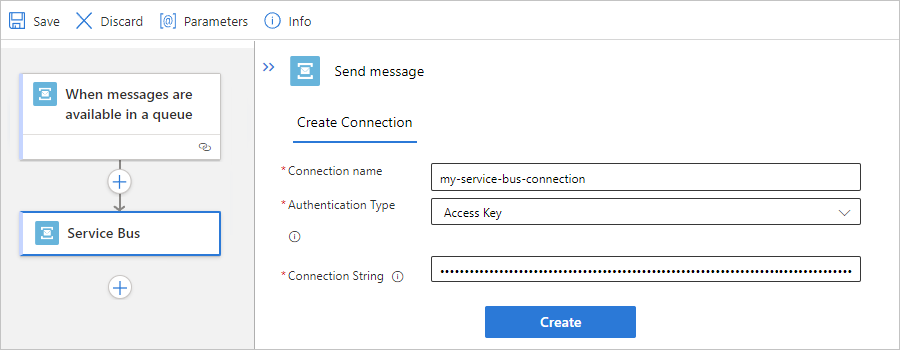 Save Discard Parameters Info
When messages are
available in a queue
Send message
Create Connection
*Connection name
my-service-bus-connection
*Authentication Type
Access Key
Service Bus
*Connection String
Create